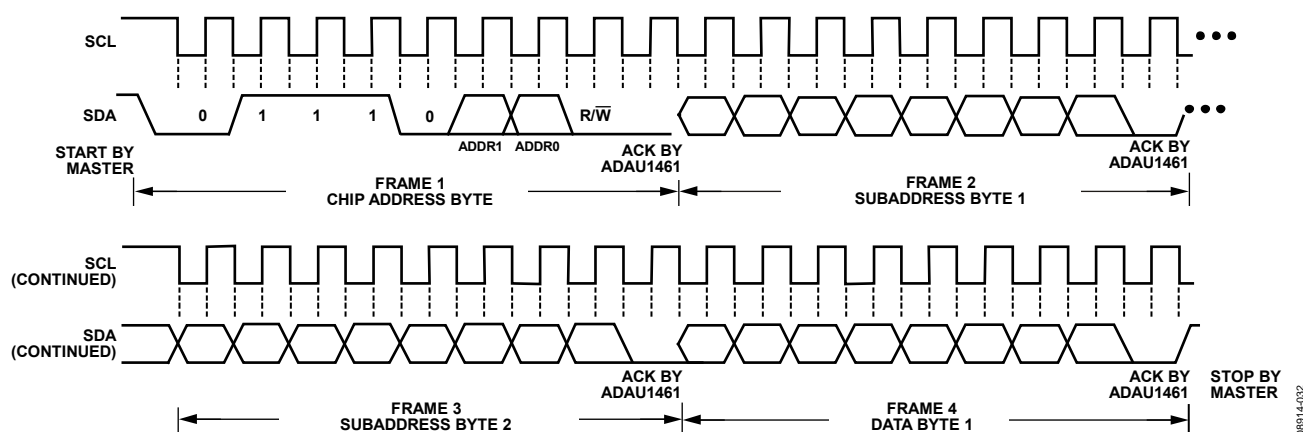 SCL
SDA
0 1 1 1 0 R/W̅
ADDR1 ADDR0
START BY
MASTER
ACK BY
ADAU1461
ACK BY
ADAU1461
FRAME 1
CHIP ADDRESS BYTE
FRAME 2
SUBADDRESS BYTE 1
SCL
(CONTINUED)
SDA
(CONTINUED)
ACK BY
ADAU1461
ACK BY
ADAU1461
STOP BY
MASTER
FRAME 3
SUBADDRESS BYTE 2
FRAME 4
DATA BYTE 1
08914-032